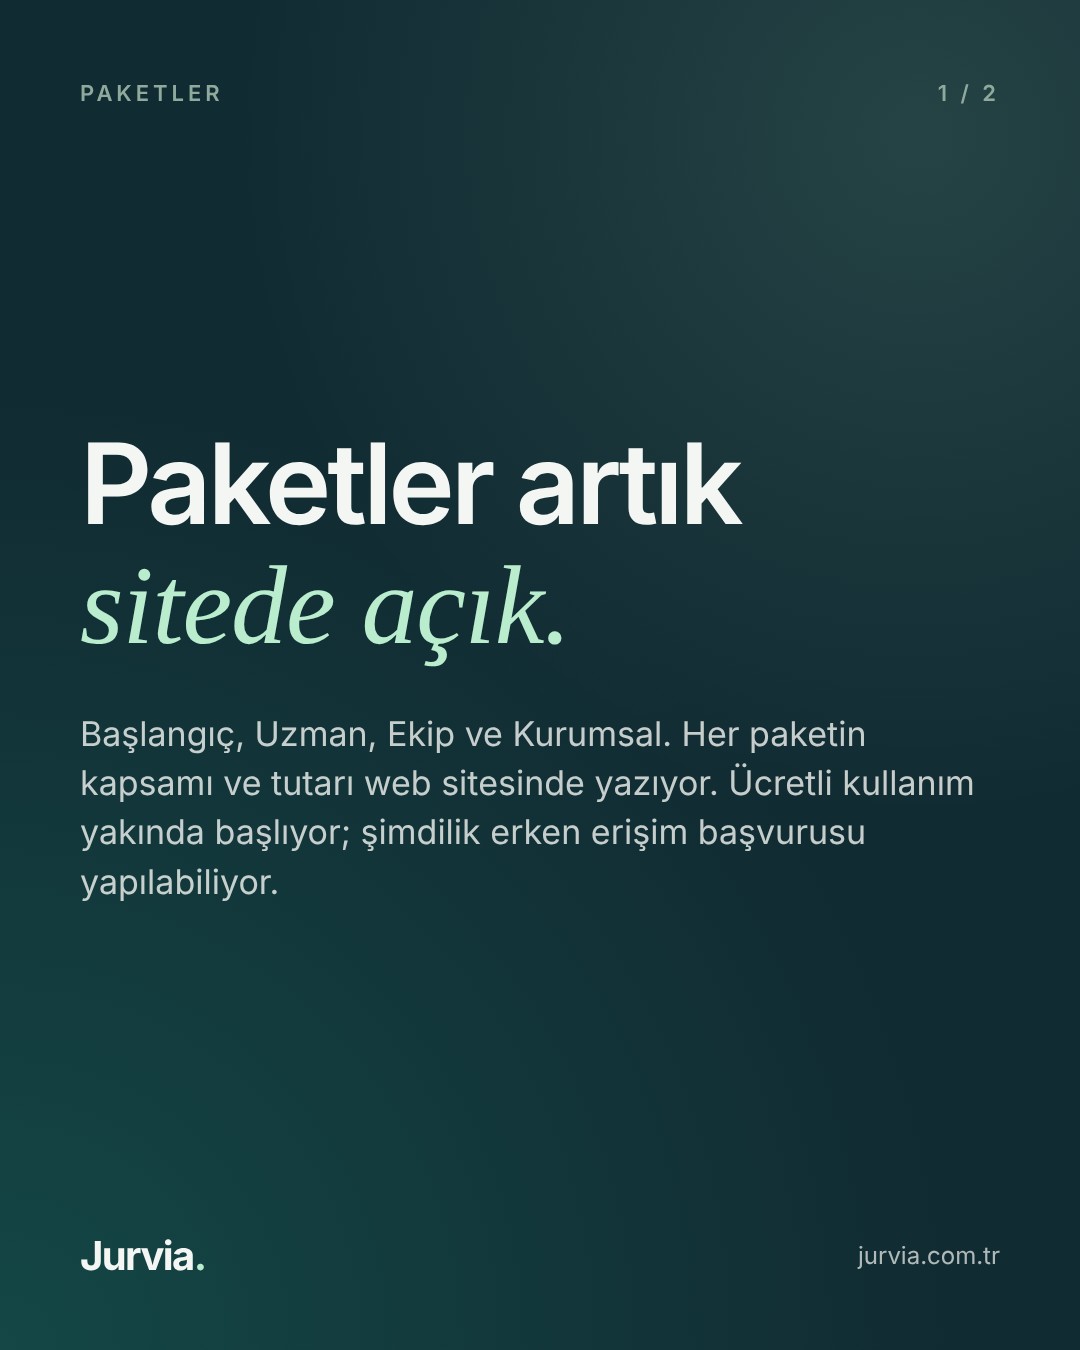 PAKETLER
1 / 2
Paketler artık
sitede açık.
Başlangıç, Uzman, Ekip ve Kurumsal. Her paketin
kapsamı ve tutarı web sitesinde yazıyor. Ücretli kullanım
yakında başlıyor; şimdilik erken erişim başvurusu
yapılabiliyor.
Jurvia.
jurvia.com.tr